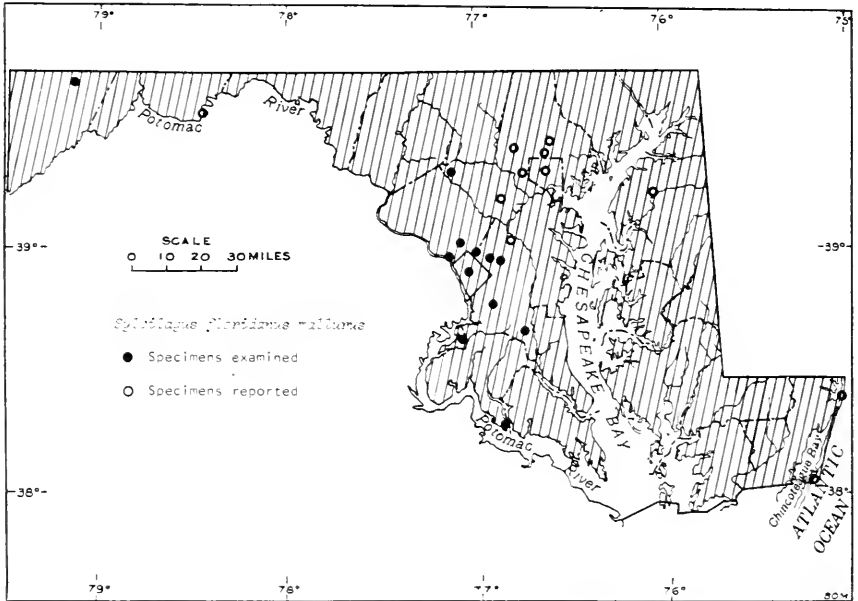 79° 78° 77° 76° 75°
Potomac River
39° 39°
SCALE
0 10 20 30 MILES
CHESAPEAKE BAY
Sylvilagus floridanus mallurus
● Specimens examined
○ Specimens reported
Potomac River
Chincoteague Bay
ATLANTIC OCEAN
38° 38°
79° 78° 77° 76°